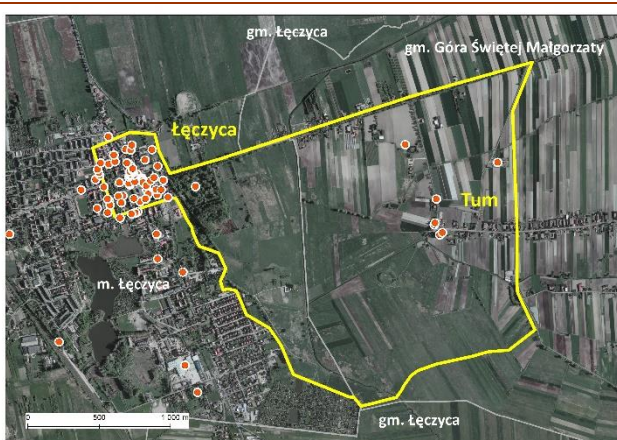 gm. Łęczyca
gm. Góra Świętej Małgorzaty
Łęczyca
Tum
m. Łęczyca
gm. Łęczyca
0 500 1 000 m